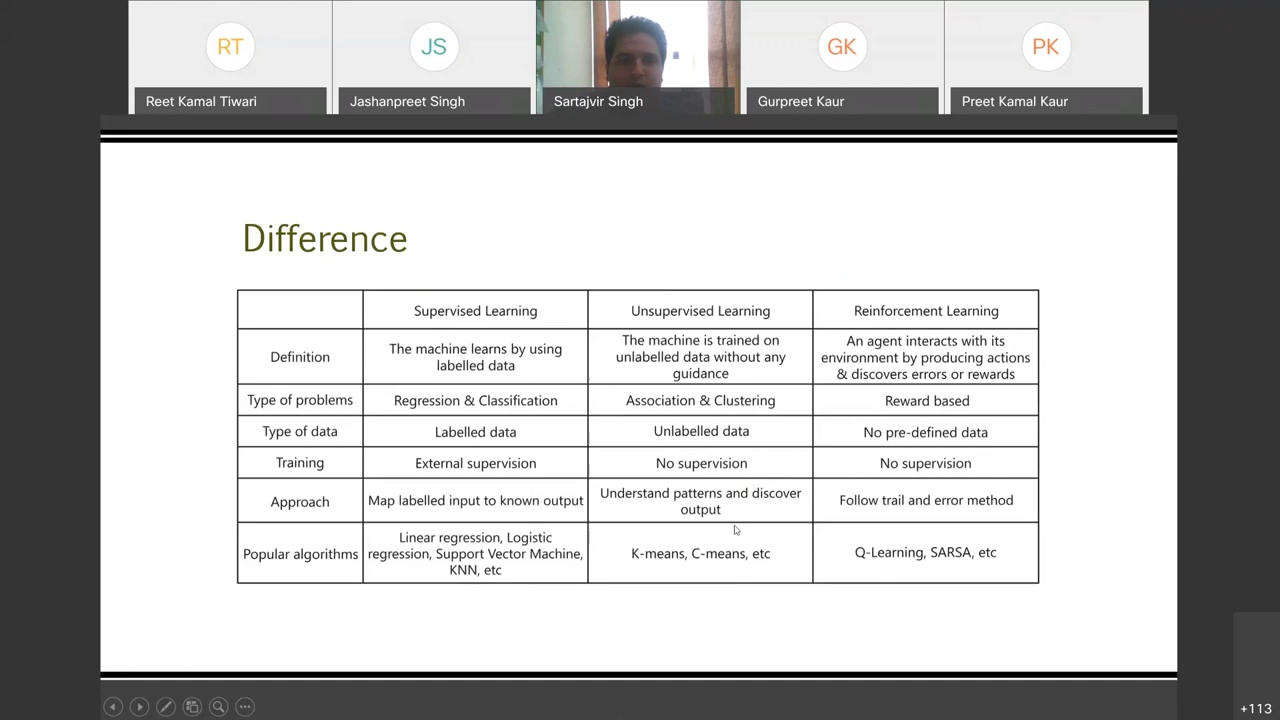 RT
JS
GK
PK
Reet Kamal Tiwari
Jashanpreet Singh
Sartajvir Singh
Gurpreet Kaur
Preet Kamal Kaur
Difference
Supervised Learning
Unsupervised Learning
Reinforcement Learning
Definition
The machine learns by using
labelled data
The machine is trained on
unlabelled data without any
guidance
An agent interacts with its
environment by producing actions
& discovers errors or rewards
Type of problems
Regression & Classification
Association & Clustering
Reward based
Type of data
Labelled data
Unlabelled data
No pre-defined data
Training
External supervision
No supervision
No supervision
Approach
Map labelled input to known output
Understand patterns and discover
output
Follow trail and error method
Popular algorithms
Linear regression, Logistic
regression, Support Vector Machine,
KNN, etc
K-means, C-means, etc
Q-Learning, SARSA, etc
+113